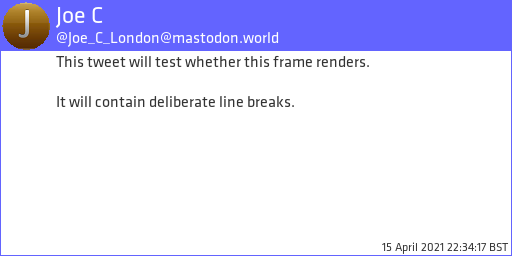 J
Joe C
@Joe_C_London@mastodon.world
This tweet will test whether this frame renders.
It will contain deliberate line breaks.
15 April 2021 22:34:17 BST